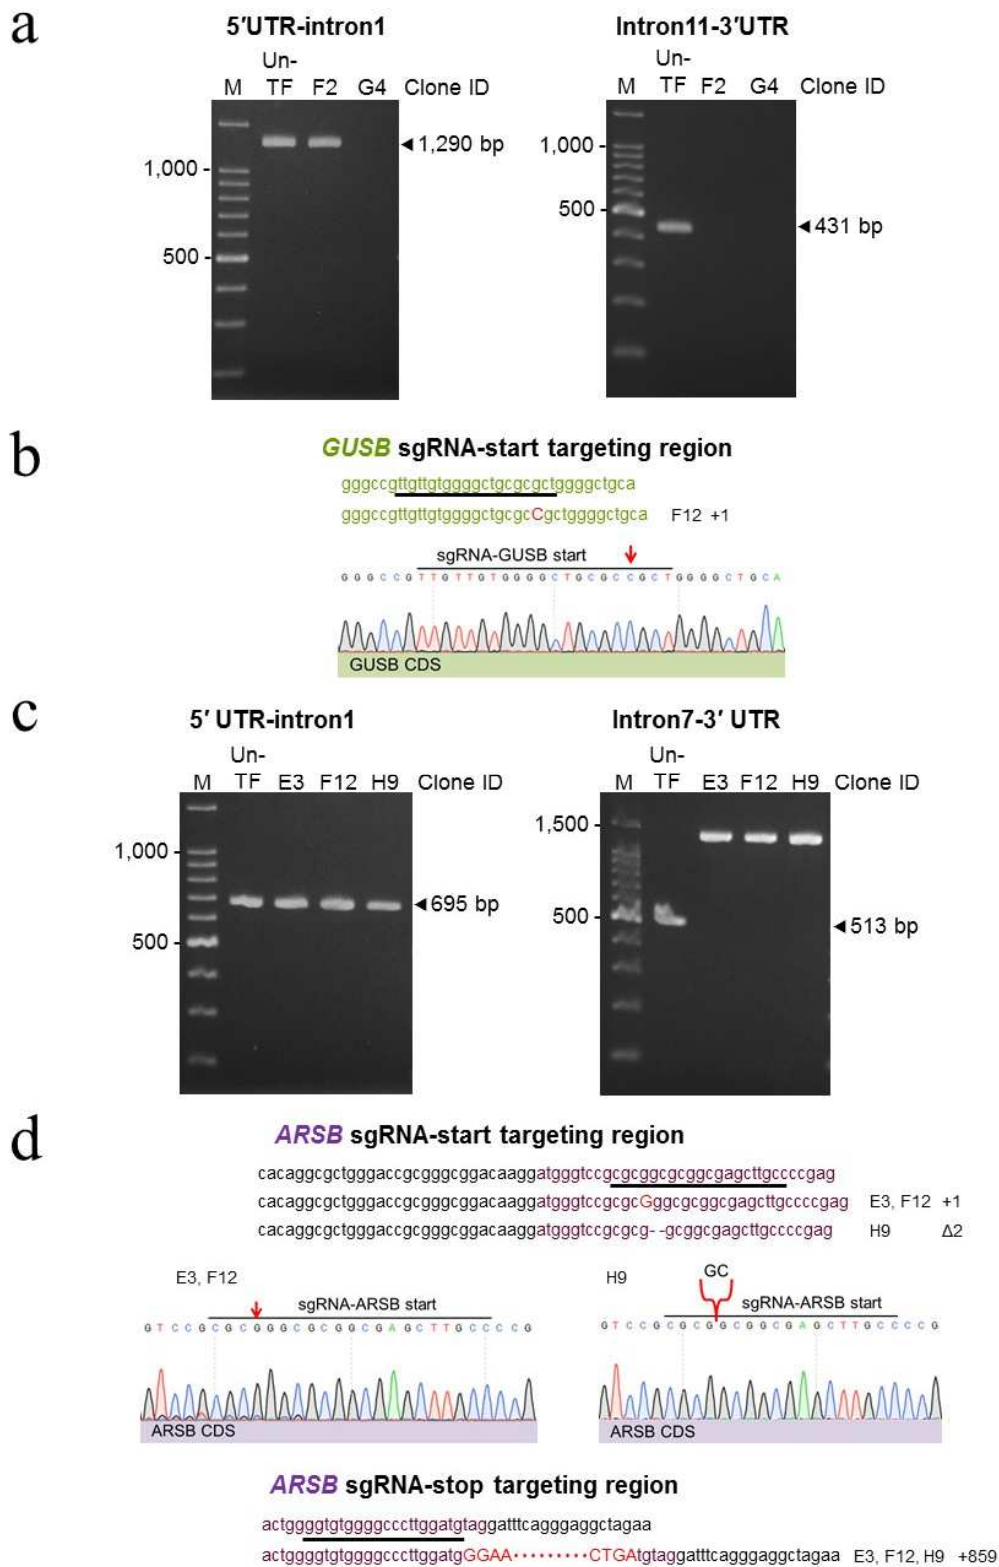 a
5′UTR-intron1
Un-
M TF F2 G4 Clone ID
1,290 bp
1,000 -
500 -
Intron11-3′UTR
Un-
M TF F2 G4 Clone ID
1,000 -
500 -
431 bp
b
GUSB sgRNA-start targeting region
gggccgttgttgtggggctgcgcgctggggctgca
gggccgttgttgtggggctgcgcCgctggggctgca F12 +1
sgRNA-GUSB start
G G G C C G T T G T T G T G G G G C T G C G C C G C T G G G G C T G C A
GUSB CDS
c
5′ UTR-intron1
Un-
M TF E3 F12 H9 Clone ID
1,000 -
695 bp
500 -
Intron7-3′ UTR
Un-
M TF E3 F12 H9 Clone ID
1,500 -
500 -
513 bp
d
ARSB sgRNA-start targeting region
cacaggcgctgggaccgcgggcggacaaggatgggtccgcgcggcgcggcgagcttgccccgag
cacaggcgctgggaccgcgggcggacaaggatgggtccgcgcGggcgcggcgagcttgccccgag E3, F12 +1
cacaggcgctgggaccgcgggcggacaaggatgggtccgcgcg--gcggcgagcttgccccgag H9 Δ2
E3, F12
sgRNA-ARSB start
G T C C G C G C G G G C G C G G C G A G C T T G C C C C G
ARSB CDS
H9
GC
sgRNA-ARSB start
G T C C G C G C G G C G G C G A G C T T G C C C C G
ARSB CDS
ARSB sgRNA-stop targeting region
actggggtgtggggcccttggatgtaggatttcagggaggctagaa
actggggtgtggggcccttggatgGGAA·········CTGAtgtaggatttcagggaggctagaa E3, F12, H9 +859